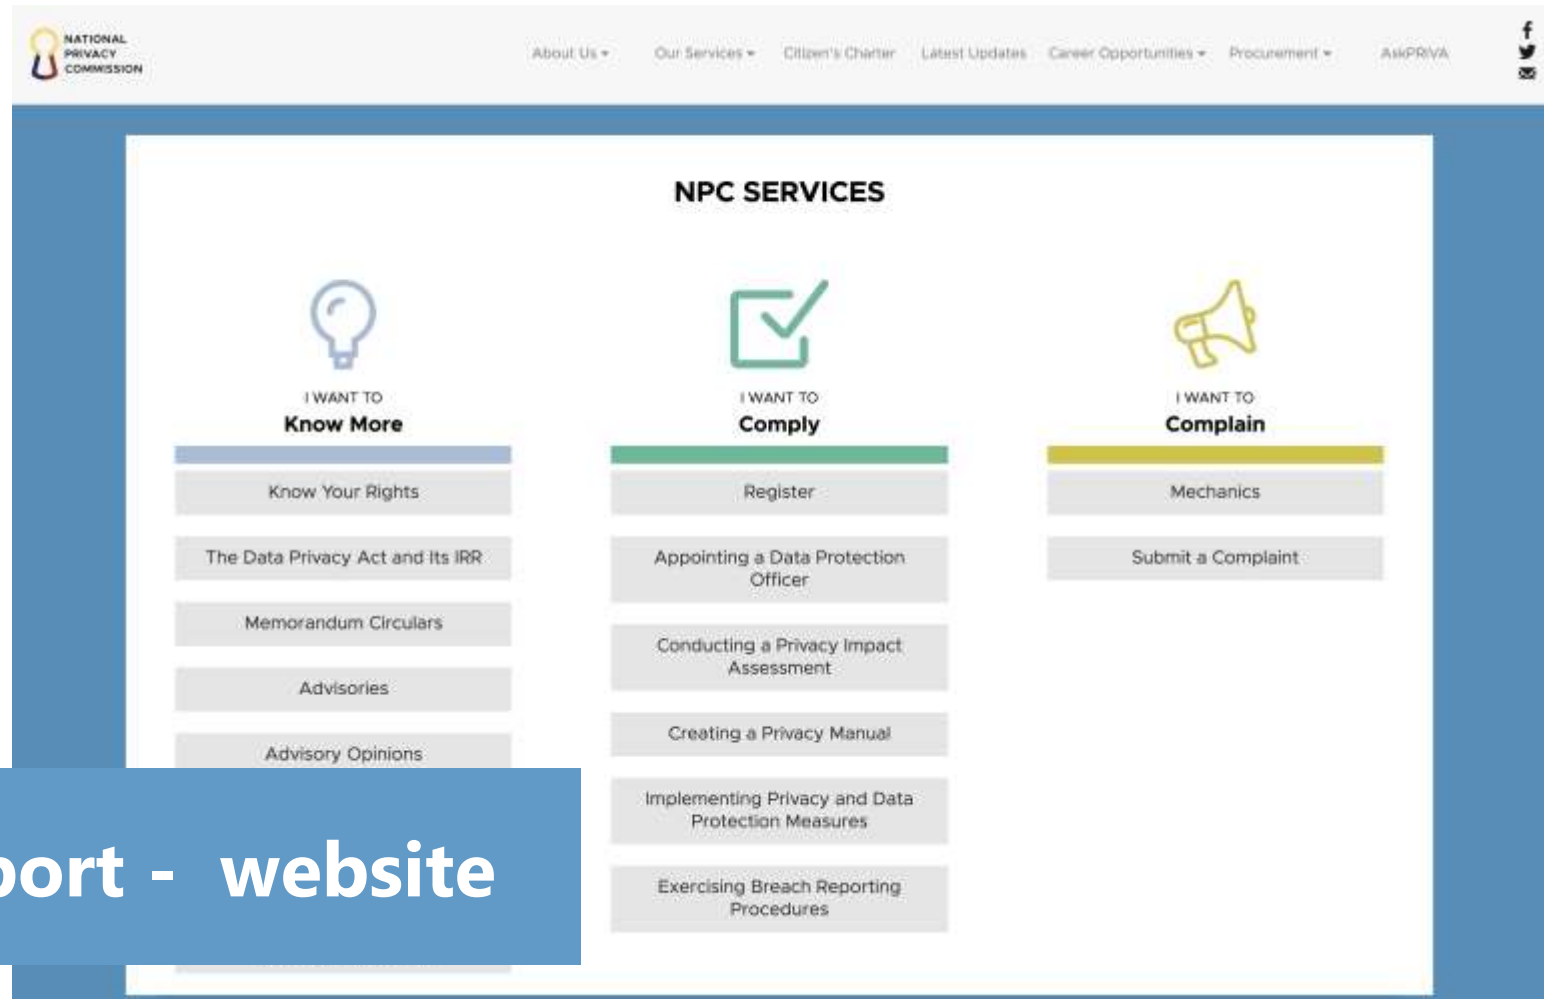 NATIONAL
PRIVACY
COMMISSION
About Us
Our Services
Citizen's Charter
Latest Updates
Career Opportunities
Procurement
AskPRIVA
NPC SERVICES
I WANT TO
Know More
Know Your Rights
The Data Privacy Act and Its IRR
Memorandum Circulars
Advisories
Advisory Opinions
I WANT TO
Comply
Register
Appointing a Data Protection
Officer
Conducting a Privacy Impact
Assessment
Creating a Privacy Manual
Implementing Privacy and Data
Protection Measures
Exercising Breach Reporting
Procedures
I WANT TO
Complain
Mechanics
Submit a Complaint
port - website